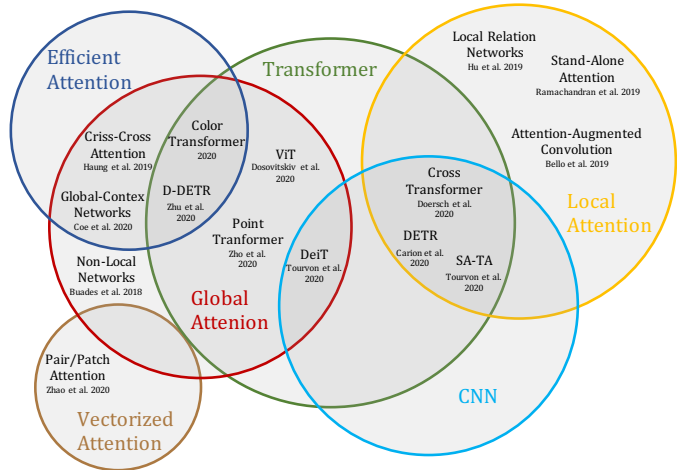 Efficient
Attention
Transformer
Local Relation
Networks
Hu et al. 2019
Stand-Alone
Attention
Ramachandran et al. 2019
Criss-Cross
Attention
Haung et al. 2019
Color
Transformer
2020
ViT
Dosovitskiv et al.
2020
Attention-Augmented
Convolution
Bello et al. 2019
Global-Contex
Networks
Coe et al. 2020
D-DETR
Zhu et al.
2020
Cross
Transformer
Doersch et al.
2020
Local
Attention
Point
Tranformer
Zho et al.
2020
DeiT
Tourvon et al.
2020
DETR
Carion et al.
2020
SA-TA
Tourvon et al.
2020
Non-Local
Networks
Buades et al. 2018
Global
Attenion
Pair/Patch
Attention
Zhao et al. 2020
CNN
Vectorized
Attention